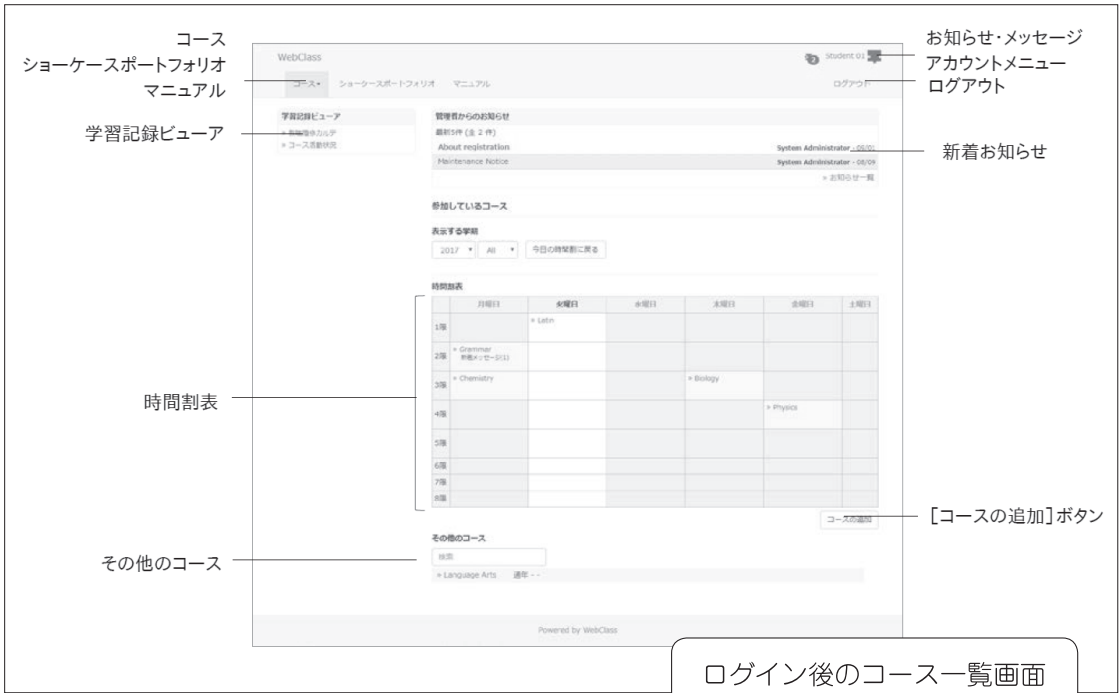 コース
ショーケースポートフォリオ
マニュアル
学習記録ビューア
時間割表
その他のコース
WebClass
Student 01
コース ショーケースポートフォリオ マニュアル ログアウト
学習記録ビューア
» コース活動状況
管理者からのお知らせ
最新5件 (全 2 件)
About registration System Administrator - 09/01
Maintenance Notice System Administrator - 08/09
» お知らせ一覧
参加しているコース
表示する学期
2017 All 今日の時間割に戻る
時間割表
月曜日 火曜日 水曜日 木曜日 金曜日 土曜日
1限 » Latin
2限 » Grammar
新着メッセージ(1)
3限 » Chemistry » Biology
4限 » Physics
5限
6限
7限
8限
コースの追加
その他のコース
検索
» Language Arts 通年 - -
Powered by WebClass
お知らせ・メッセージ
アカウントメニュー
ログアウト
新着お知らせ
[コースの追加]ボタン
ログイン後のコース一覧画面